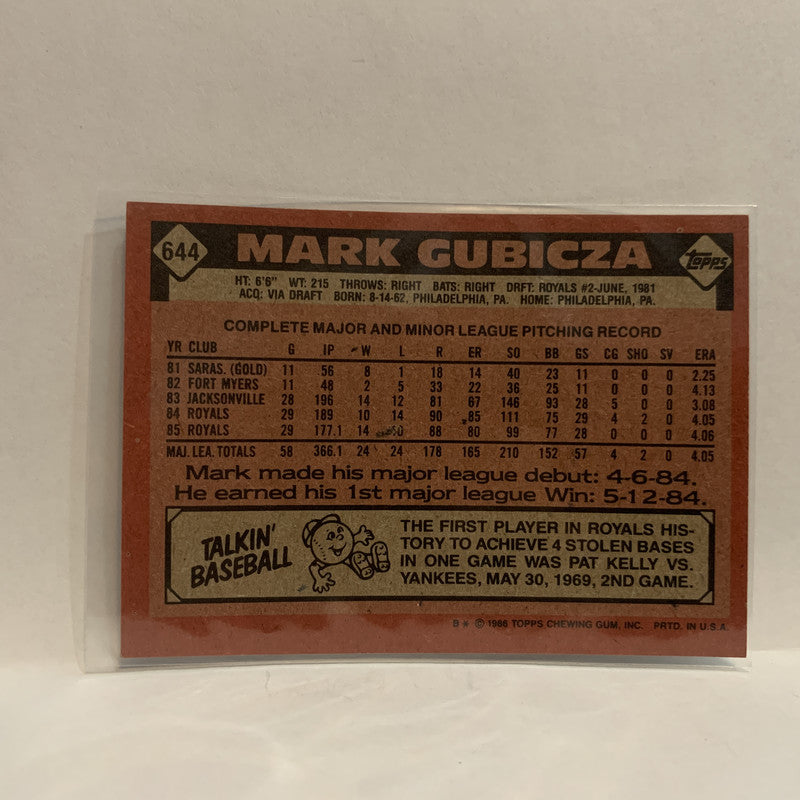 644 MARK GUBICZA topps
HT: 6'6" WT: 215 THROWS: RIGHT BATS: RIGHT DRFT: ROYALS #2-JUNE, 1981
ACQ: VIA DRAFT BORN: 8-14-62, PHILADELPHIA, PA. HOME: PHILADELPHIA, PA.
COMPLETE MAJOR AND MINOR LEAGUE PITCHING RECORD
YR CLUB G IP W L R ER SO BB GS CG SHO SV ERA
81 SARAS. (GOLD) 11 56 8 1 18 14 40 23 11 0 0 0 2.25
82 FORT MYERS 11 48 2 5 33 22 36 25 11 0 0 0 4.13
83 JACKSONVILLE 28 196 14 12 81 67 146 93 28 5 0 0 3.08
84 ROYALS 29 189 10 14 90 85 111 75 29 4 2 0 4.05
85 ROYALS 29 177.1 14 88 80 99 77 28 0 0 0 4.06
MAJ. LEA. TOTALS 58 366.1 24 24 178 165 210 152 57 4 2 0 4.05
Mark made his major league debut: 4-6-84.
He earned his 1st major league Win: 5-12-84.
TALKIN' BASEBALL
THE FIRST PLAYER IN ROYALS HIS-
TORY TO ACHIEVE 4 STOLEN BASES
IN ONE GAME WAS PAT KELLY VS.
YANKEES, MAY 30, 1969, 2ND GAME.
B * © 1986 TOPPS CHEWING GUM, INC. PRTD. IN U.S.A.